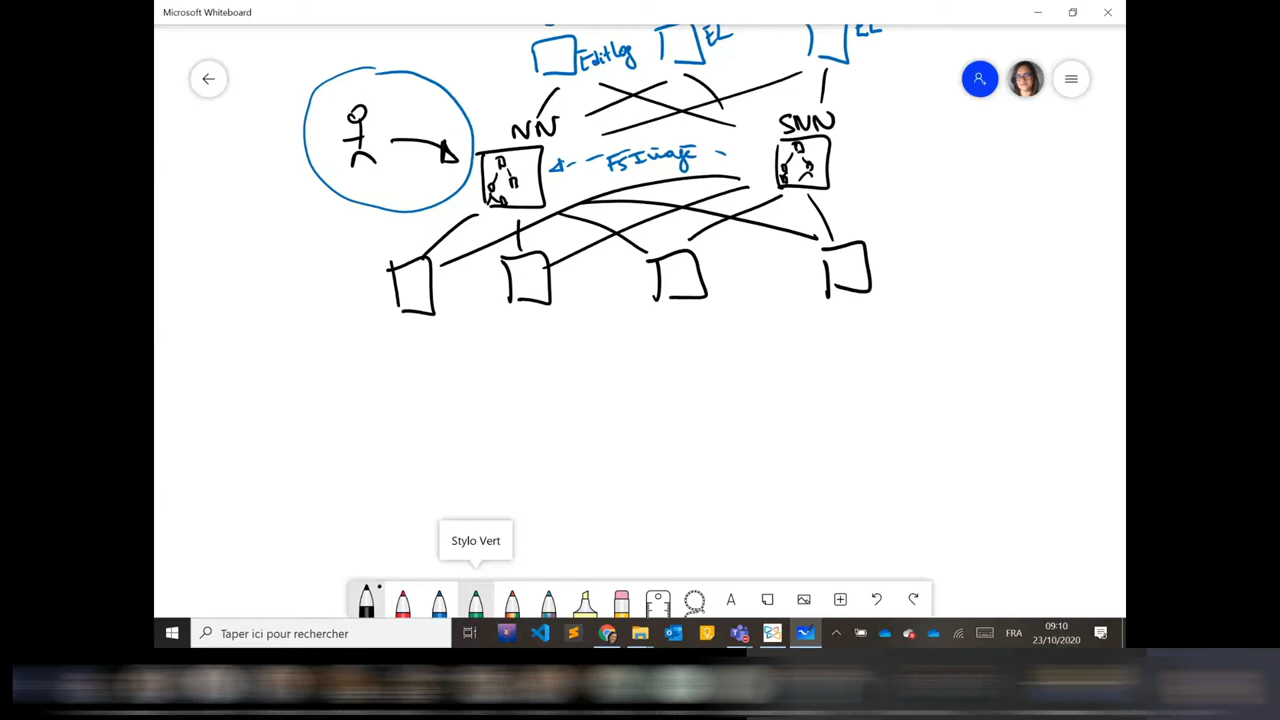 Microsoft Whiteboard
EditLog
EL
EL
NN
SNN
FSImage
Stylo Vert
A
Taper ici pour rechercher
FRA
09:10
23/10/2020